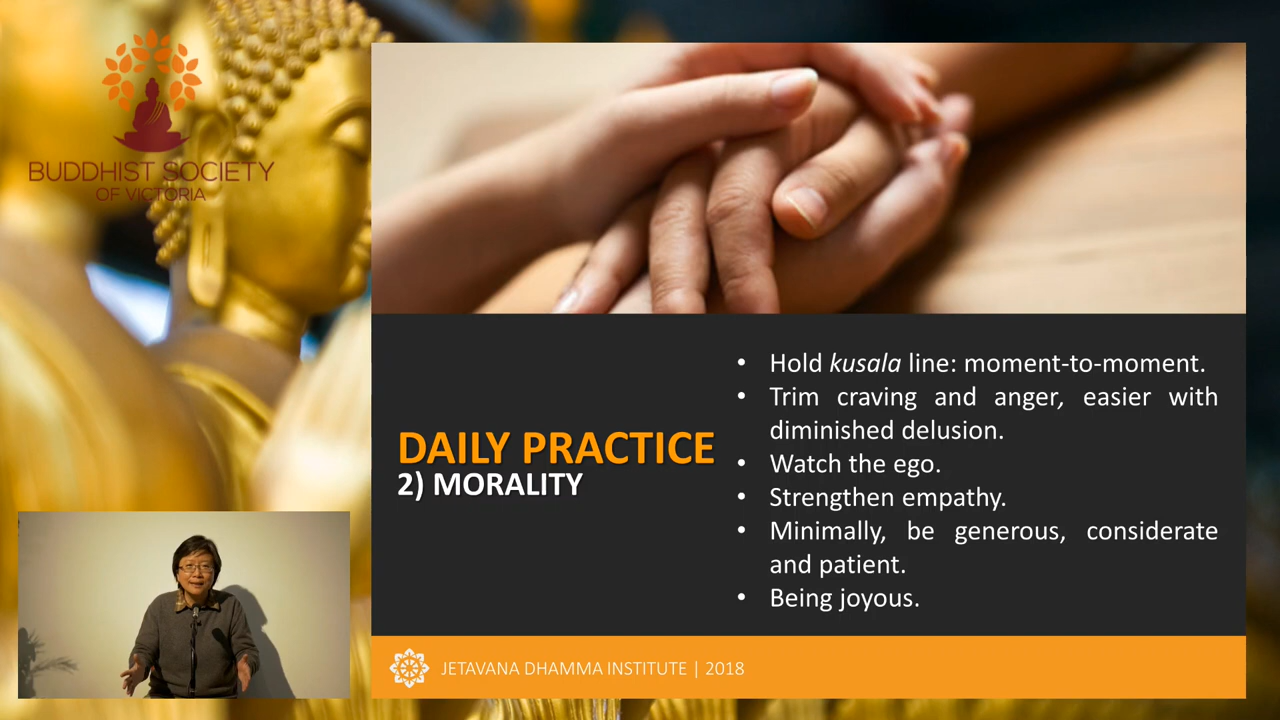 BUDDHIST SOCIETY
OF VICTORIA
DAILY PRACTICE
2) MORALITY
• Hold kusala line: moment-to-moment.
• Trim craving and anger, easier with
diminished delusion.
• Watch the ego.
• Strengthen empathy.
• Minimally, be generous, considerate
and patient.
• Being joyous.
JETAVANA DHAMMA INSTITUTE | 2018